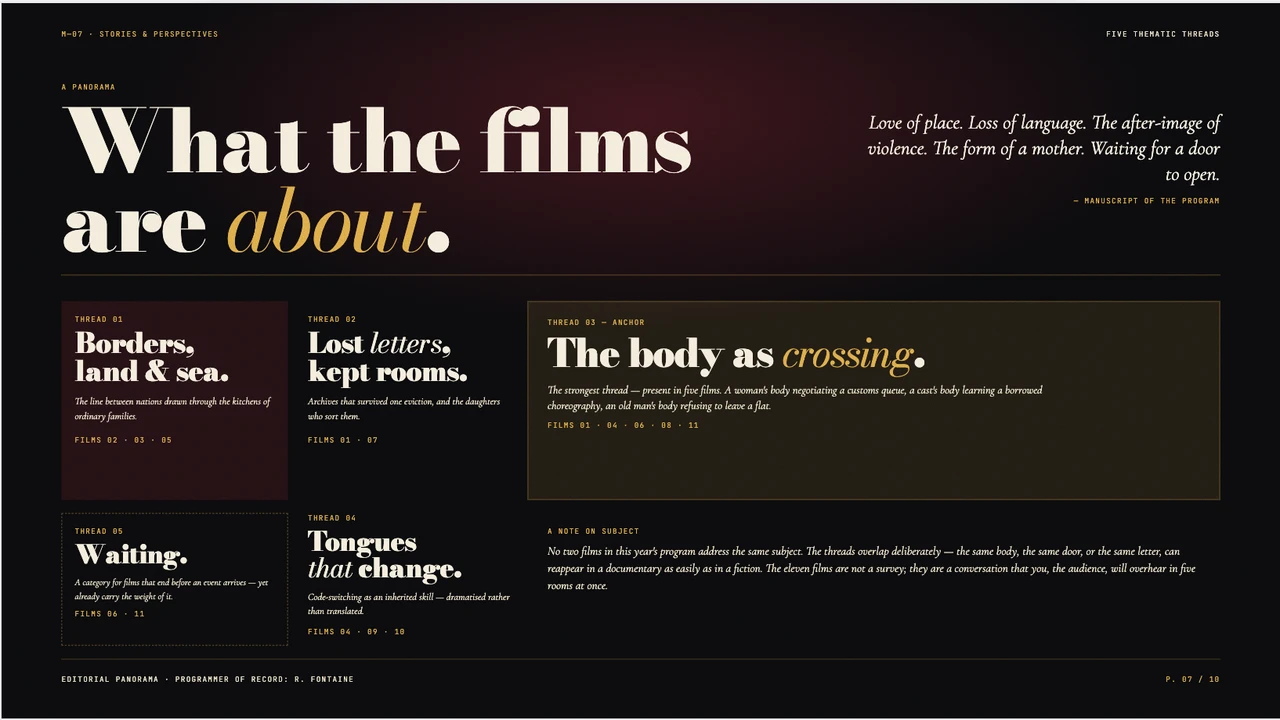 M—07 · STORIES & PERSPECTIVES
FIVE THEMATIC THREADS
A PANORAMA
What the films
are about.
Love of place. Loss of language. The after-image of
violence. The form of a mother. Waiting for a door
to open.
— MANUSCRIPT OF THE PROGRAM
THREAD 01
Borders,
land & sea.
The line between nations drawn through the kitchens of
ordinary families.
FILMS 02 · 03 · 05
THREAD 02
Lost letters,
kept rooms.
Archives that survived one eviction, and the daughters
who sort them.
FILMS 01 · 07
THREAD 03 — ANCHOR
The body as crossing.
The strongest thread — present in five films. A woman's body negotiating a customs queue, a cast's body learning a borrowed
choreography, an old man's body refusing to leave a flat.
FILMS 01 · 04 · 06 · 08 · 11
THREAD 05
Waiting.
A category for films that end before an event arrives — yet
already carry the weight of it.
FILMS 06 · 11
THREAD 04
Tongues
that change.
Code-switching as an inherited skill — dramatised rather
than translated.
FILMS 04 · 09 · 10
A NOTE ON SUBJECT
No two films in this year's program address the same subject. The threads overlap deliberately — the same body, the same door, or the same letter, can
reappear in a documentary as easily as in a fiction. The eleven films are not a survey; they are a conversation that you, the audience, will overhear in five
rooms at once.
EDITORIAL PANORAMA · PROGRAMMER OF RECORD: R. FONTAINE
P. 07 / 10